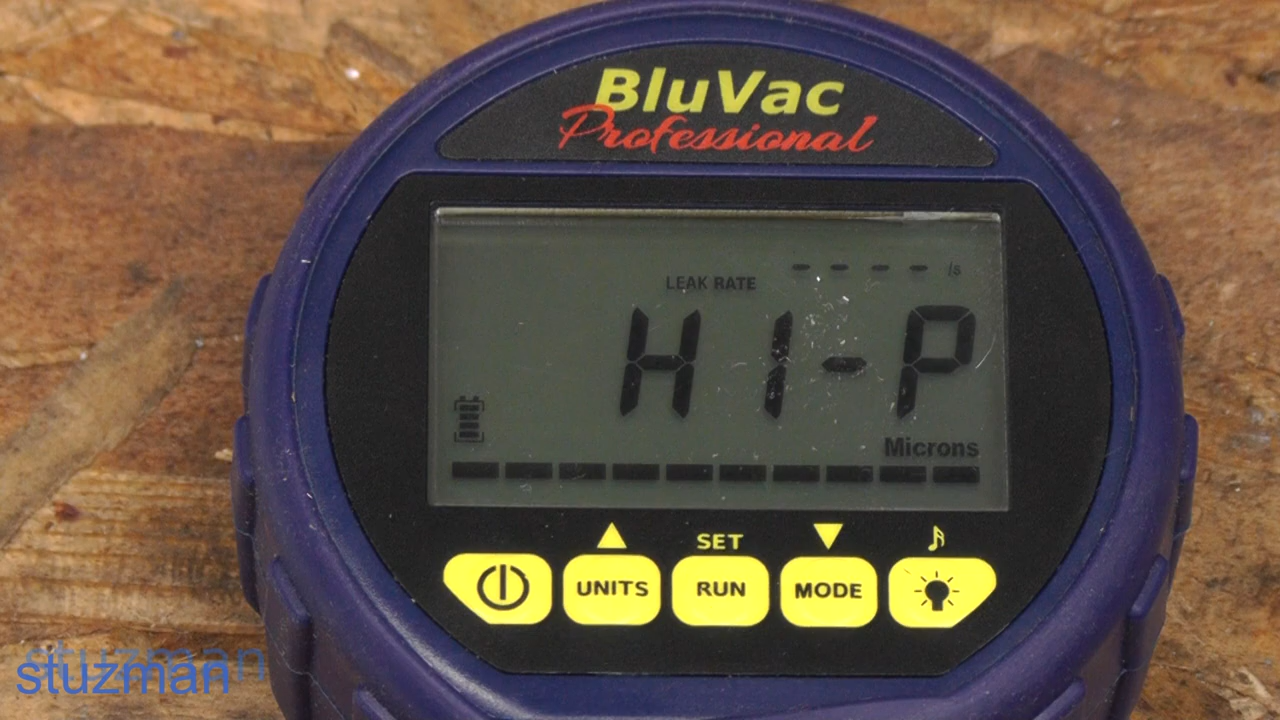 BluVac
Professional
LEAK RATE - - - - /s
HI-P
Microns
SET
UNITS RUN MODE
stuzman